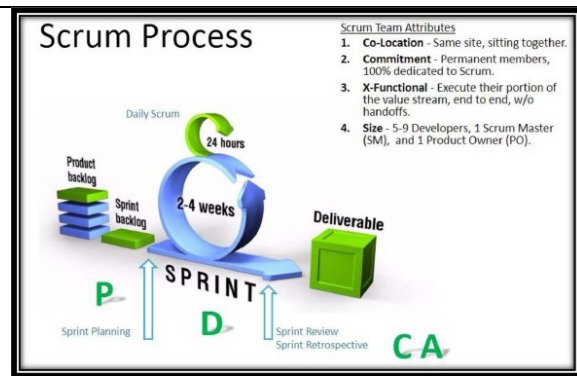 Scrum Process
Scrum Team Attributes
1. Co-Location - Same site, sitting together.
2. Commitment - Permanent members,
100% dedicated to Scrum.
3. X-Functional - Execute their portion of
the value stream, end to end, w/o
handoffs.
4. Size - 5-9 Developers, 1 Scrum Master
(SM), and 1 Product Owner (PO).
Daily Scrum
24 hours
Product
backlog
Sprint
backlog
2-4 weeks
Deliverable
SPRINT
P
D
Sprint Planning
Sprint Review
Sprint Retrospective
C A